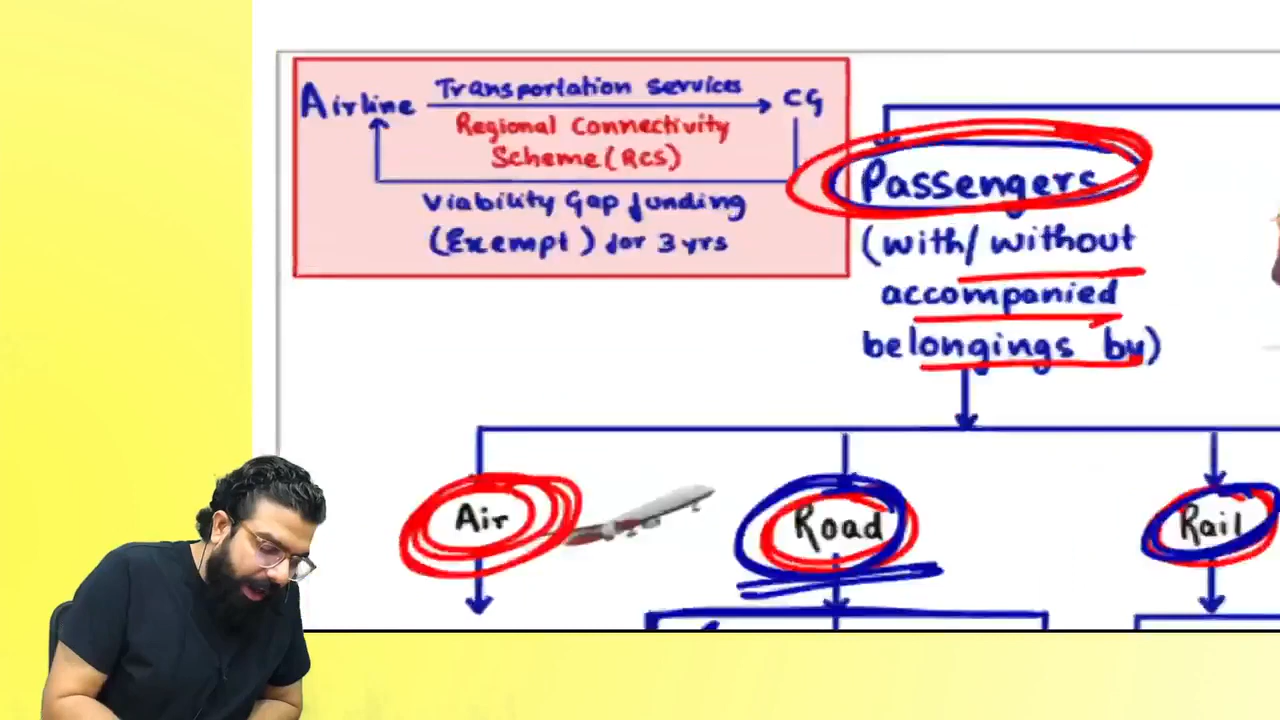 Airline Transportation services CG
Regional Connectivity
Scheme (RCS)
Viability Gap funding
(Exempt) for 3 yrs
Passengers
(with/without
accompanied
belongings by)
Air
Road
Rail